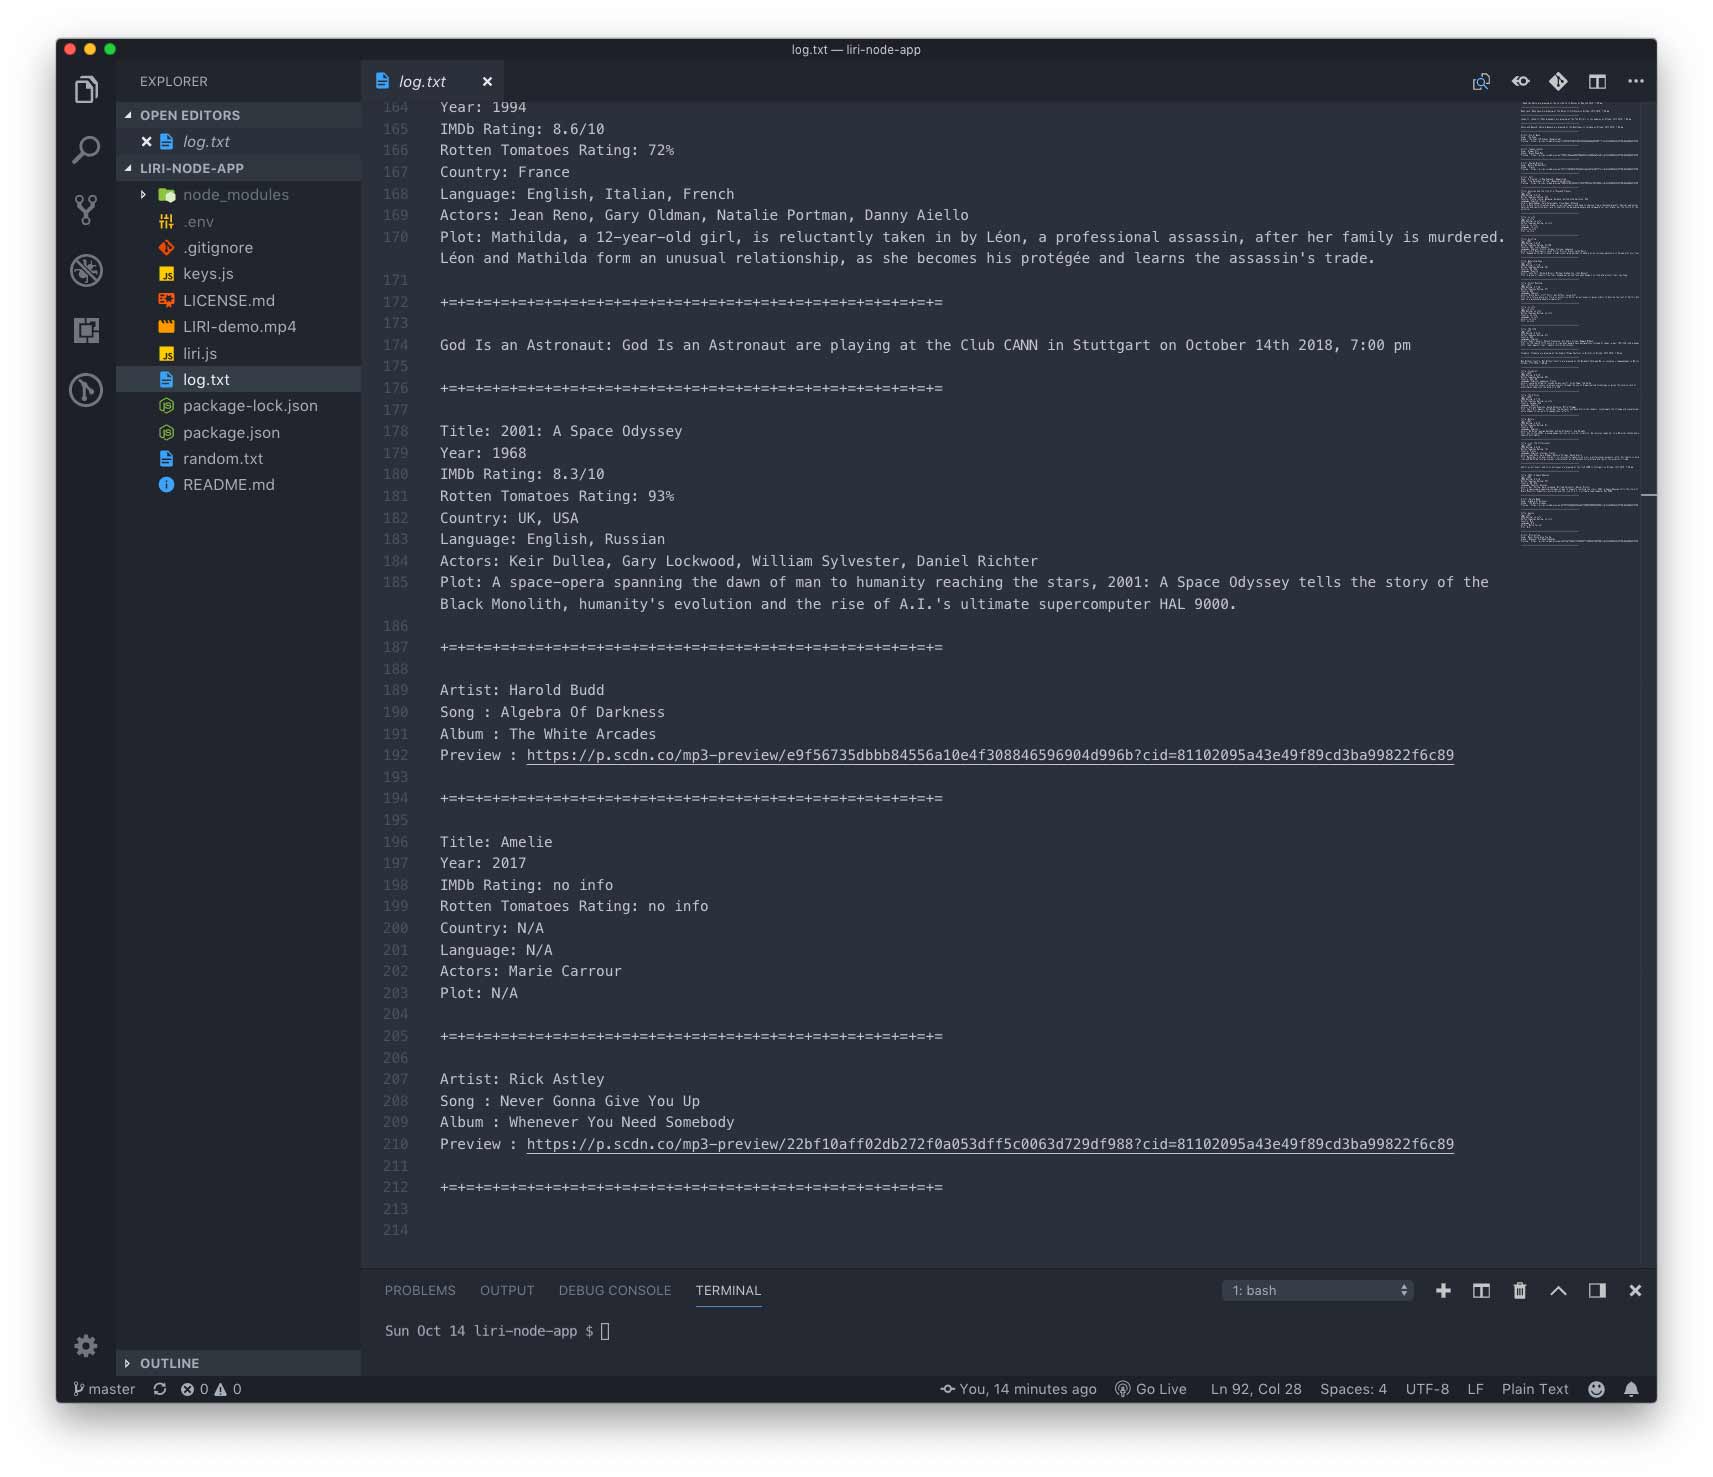 log.txt — liri-node-app
EXPLORER
OPEN EDITORS
log.txt
LIRI-NODE-APP
node_modules
.env
.gitignore
keys.js
LICENSE.md
LIRI-demo.mp4
liri.js
log.txt
package-lock.json
package.json
random.txt
README.md
OUTLINE
log.txt
164 Year: 1994
165 IMDb Rating: 8.6/10
166 Rotten Tomatoes Rating: 72%
167 Country: France
168 Language: English, Italian, French
169 Actors: Jean Reno, Gary Oldman, Natalie Portman, Danny Aiello
170 Plot: Mathilda, a 12-year-old girl, is reluctantly taken in by Léon, a professional assassin, after her family is murdered.
Léon and Mathilda form an unusual relationship, as she becomes his protégée and learns the assassin's trade.
171
172 +=+=+=+=+=+=+=+=+=+=+=+=+=+=+=+=+=+=+=+=+=+=+=+=+=+=+=+=+=
173
174 God Is an Astronaut: God Is an Astronaut are playing at the Club CANN in Stuttgart on October 14th 2018, 7:00 pm
175
176 +=+=+=+=+=+=+=+=+=+=+=+=+=+=+=+=+=+=+=+=+=+=+=+=+=+=+=+=+=
177
178 Title: 2001: A Space Odyssey
179 Year: 1968
180 IMDb Rating: 8.3/10
181 Rotten Tomatoes Rating: 93%
182 Country: UK, USA
183 Language: English, Russian
184 Actors: Keir Dullea, Gary Lockwood, William Sylvester, Daniel Richter
185 Plot: A space-opera spanning the dawn of man to humanity reaching the stars, 2001: A Space Odyssey tells the story of the
Black Monolith, humanity's evolution and the rise of A.I.'s ultimate supercomputer HAL 9000.
186
187 +=+=+=+=+=+=+=+=+=+=+=+=+=+=+=+=+=+=+=+=+=+=+=+=+=+=+=+=+=
188
189 Artist: Harold Budd
190 Song : Algebra Of Darkness
191 Album : The White Arcades
192 Preview : https://p.scdn.co/mp3-preview/e9f56735dbbb84556a10e4f308846596904d996b?cid=81102095a43e49f89cd3ba99822f6c89
193
194 +=+=+=+=+=+=+=+=+=+=+=+=+=+=+=+=+=+=+=+=+=+=+=+=+=+=+=+=+=
195
196 Title: Amelie
197 Year: 2017
198 IMDb Rating: no info
199 Rotten Tomatoes Rating: no info
200 Country: N/A
201 Language: N/A
202 Actors: Marie Carrour
203 Plot: N/A
204
205 +=+=+=+=+=+=+=+=+=+=+=+=+=+=+=+=+=+=+=+=+=+=+=+=+=+=+=+=+=
206
207 Artist: Rick Astley
208 Song : Never Gonna Give You Up
209 Album : Whenever You Need Somebody
210 Preview : https://p.scdn.co/mp3-preview/22bf10aff02db272f0a053dff5c0063d729df988?cid=81102095a43e49f89cd3ba99822f6c89
211
212 +=+=+=+=+=+=+=+=+=+=+=+=+=+=+=+=+=+=+=+=+=+=+=+=+=+=+=+=+=
213
214
PROBLEMS OUTPUT DEBUG CONSOLE TERMINAL 1: bash
Sun Oct 14 liri-node-app $
master 0 0 You, 14 minutes ago Go Live Ln 92, Col 28 Spaces: 4 UTF-8 LF Plain Text